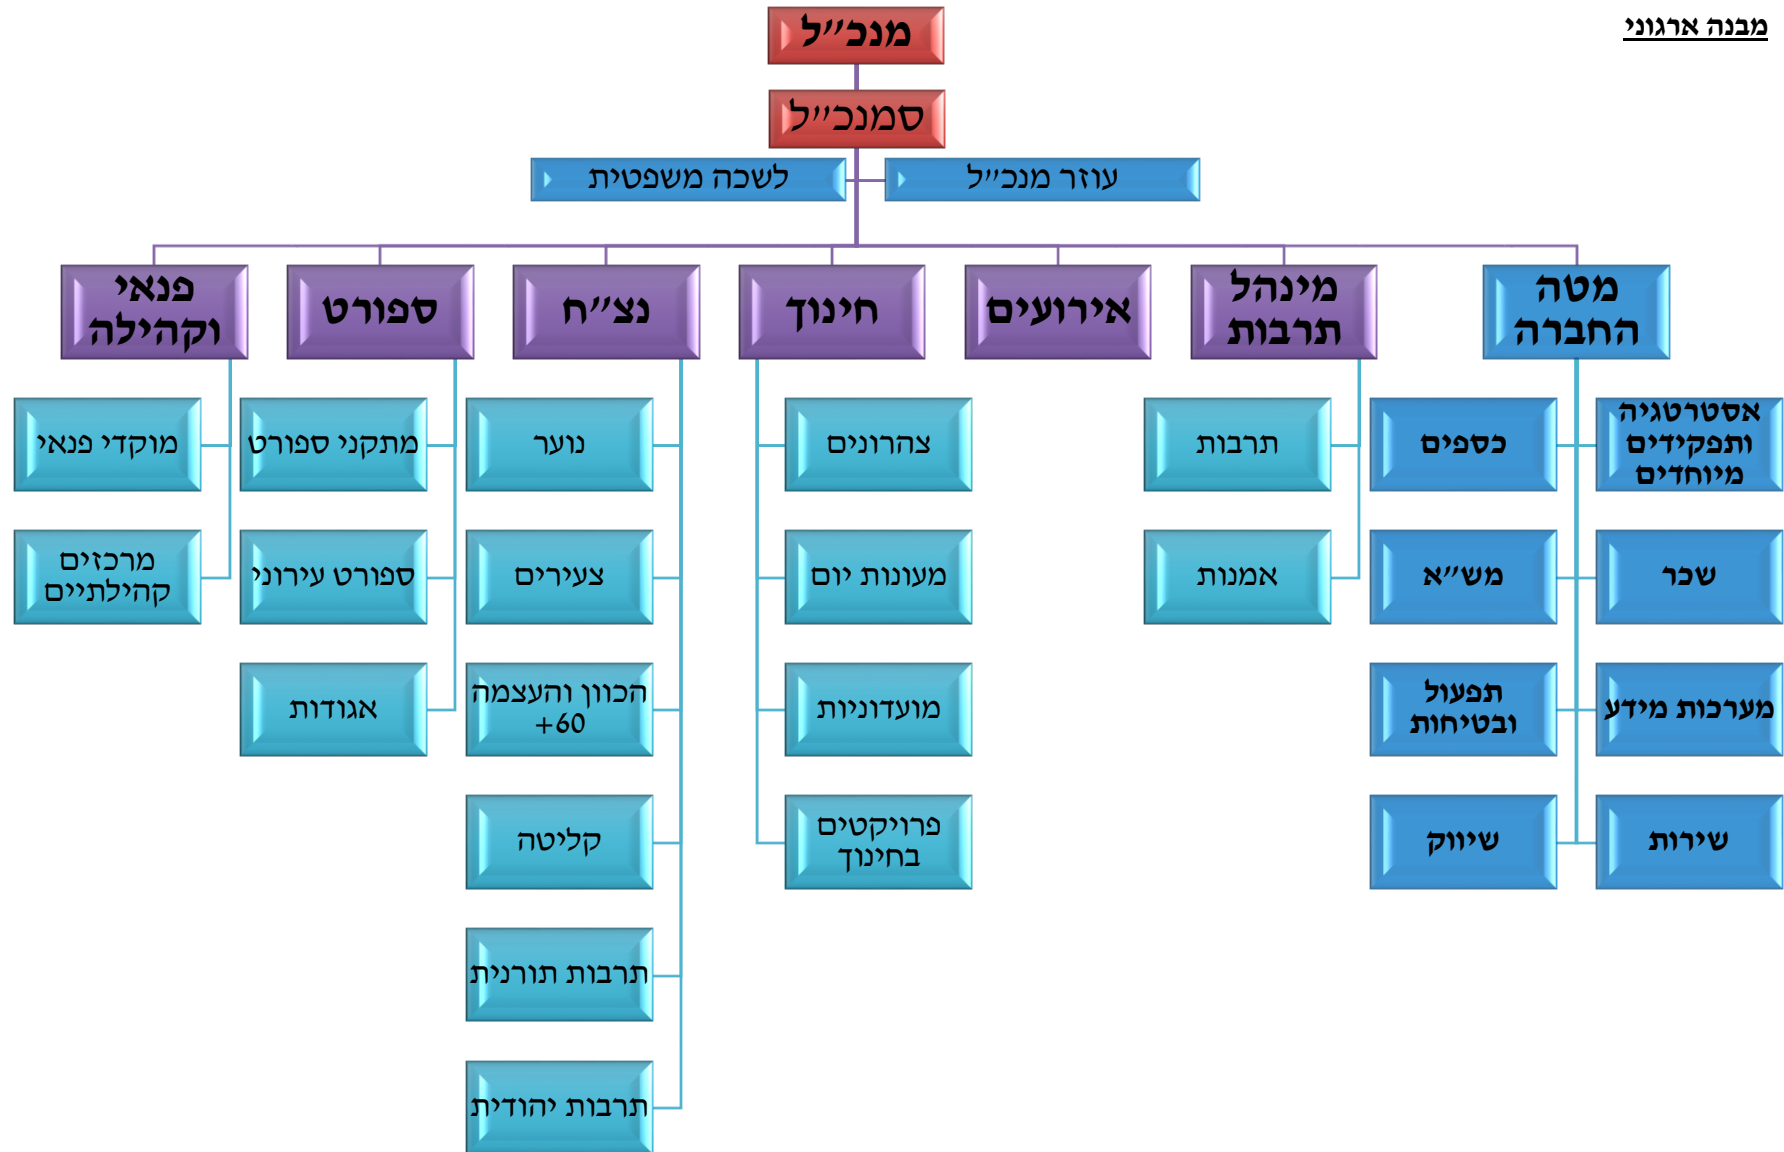 מבנה ארגוני
מנכ״ל
סמנכ״ל
עוזר מנכ״ל
לשכה משפטית
מטה
החברה
מינהל
תרבות
אירועים
חינוך
נצ״ח
ספורט
פנאי
וקהילה
אסטרטגיה
ותפקידים
מיוחדים
כספים
שכר
מש״א
מערכות מידע
תפעול
ובטיחות
שירות
שיווק
תרבות
אמנות
צהרונים
מעונות יום
מועדוניות
פרויקטים
בחינוך
נוער
צעירים
הכוון והעצמה
60+
קליטה
תרבות תורנית
תרבות יהודית
מתקני ספורט
ספורט עירוני
אגודות
מוקדי פנאי
מרכזים
קהילתיים